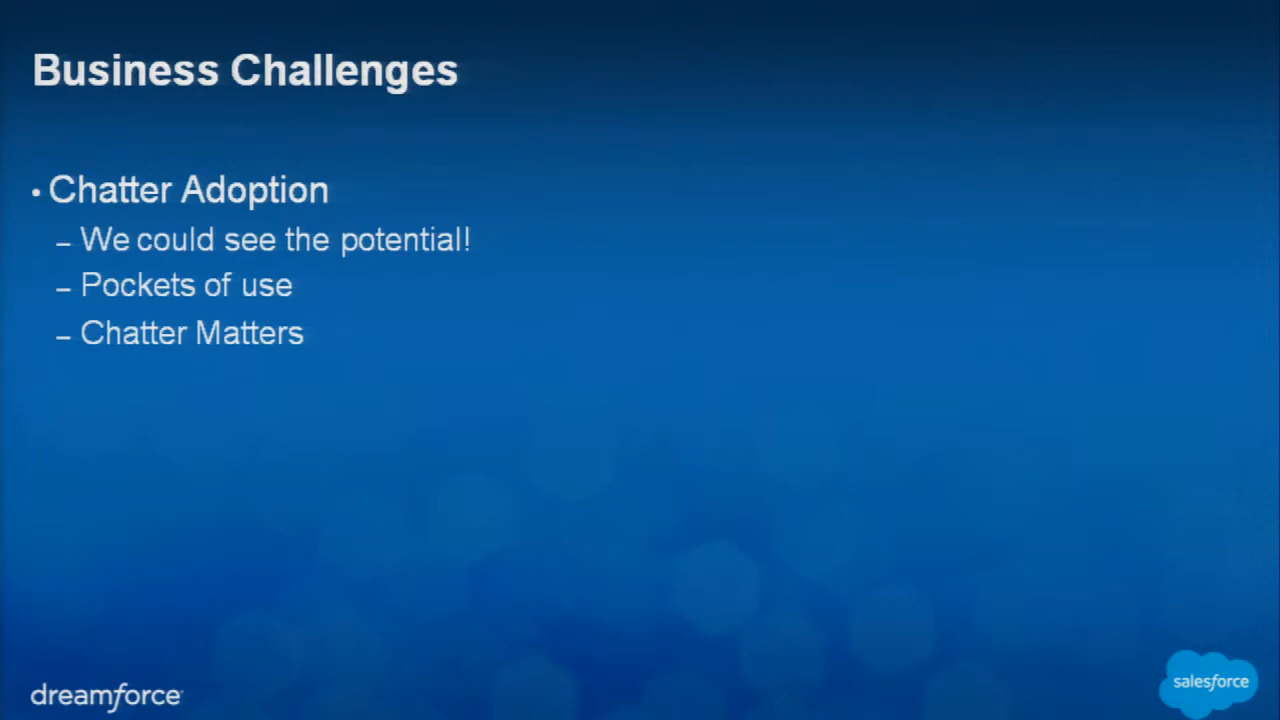 Business Challenges
• Chatter Adoption
– We could see the potential!
– Pockets of use
– Chatter Matters
dreamforce
salesforce